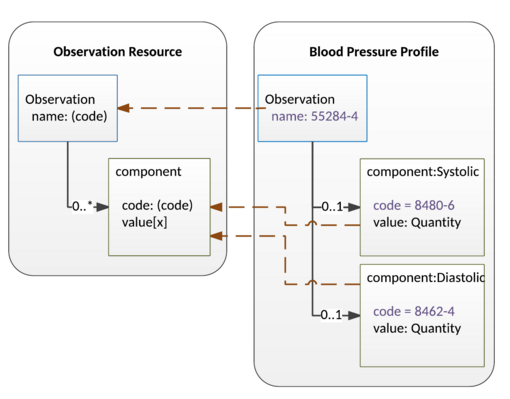 Observation Resource
Observation
name: (code)
0..*
component
code: (code)
value[x]
Blood Pressure Profile
Observation
name: 55284-4
0..1
component:Systolic
code = 8480-6
value: Quantity
0..1
component:Diastolic
code = 8462-4
value: Quantity